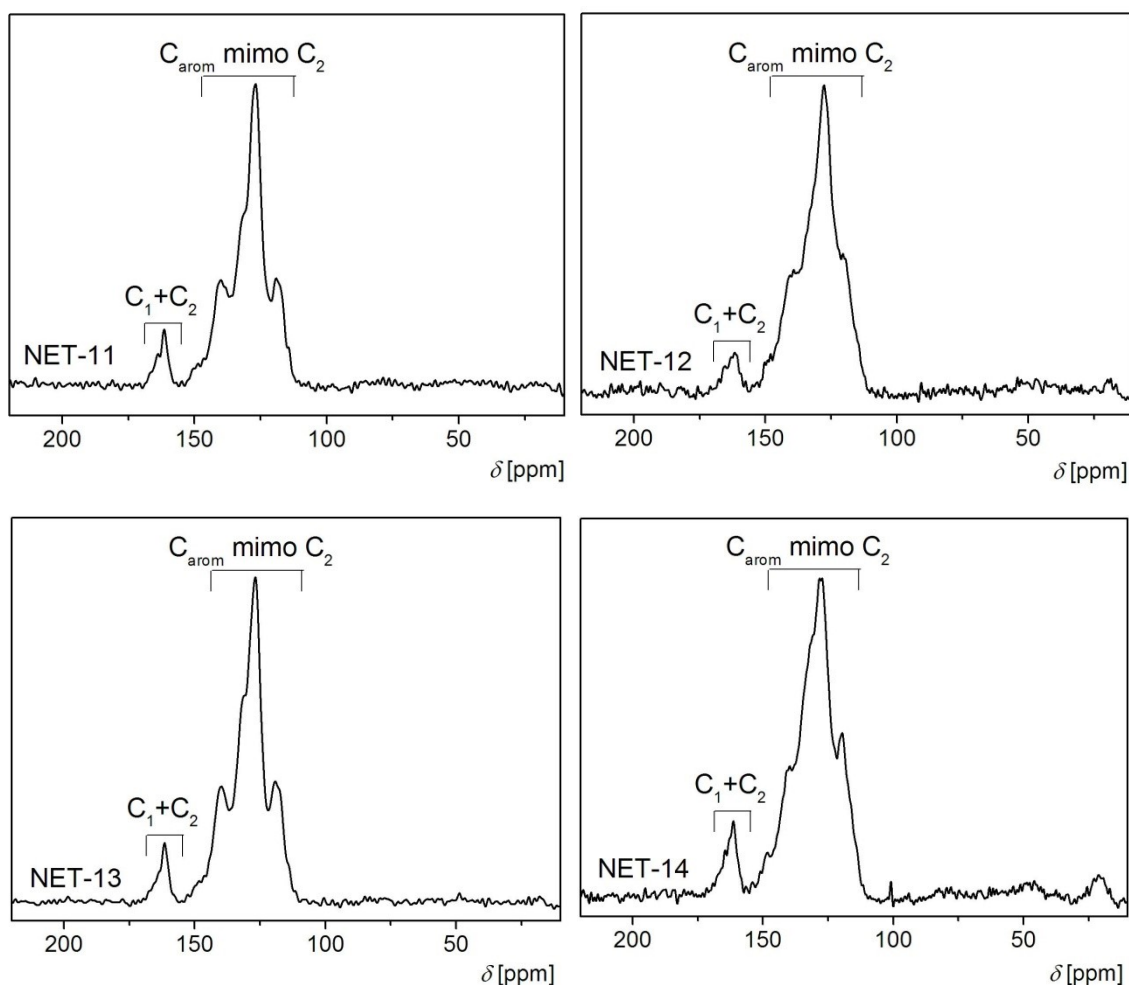 C_arom mimo C_2
C_1+C_2
NET-11
200 150 100 50
δ [ppm]
C_arom mimo C_2
C_1+C_2
NET-12
200 150 100 50
δ [ppm]
C_arom mimo C_2
C_1+C_2
NET-13
200 150 100 50
δ [ppm]
C_arom mimo C_2
C_1+C_2
NET-14
200 150 100 50
δ [ppm]